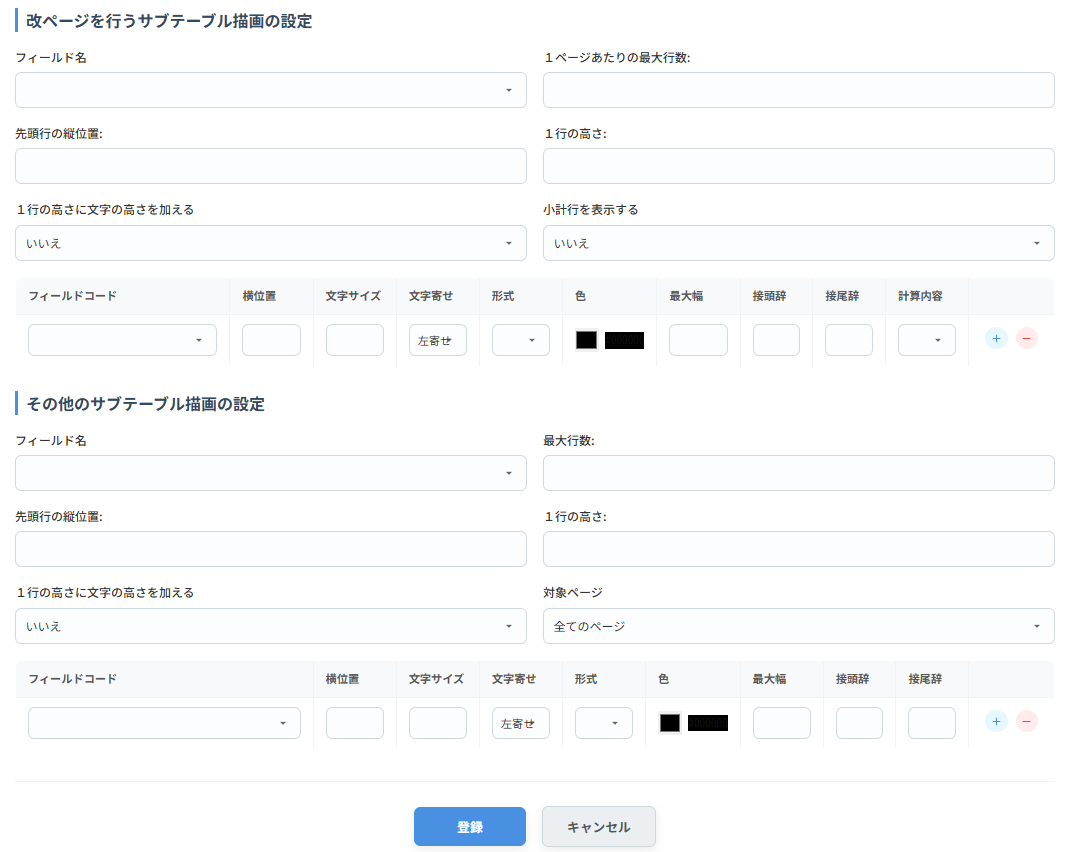 改ページを行うサブテーブル描画の設定
フィールド名 １ページあたりの最大行数:
先頭行の縦位置: １行の高さ:
１行の高さに文字の高さを加える 小計行を表示する
いいえ いいえ
フィールドコード 横位置 文字サイズ 文字寄せ 形式 色 最大幅 接頭辞 接尾辞 計算内容
左寄せ + −
その他のサブテーブル描画の設定
フィールド名 最大行数:
先頭行の縦位置: １行の高さ:
１行の高さに文字の高さを加える 対象ページ
いいえ 全てのページ
フィールドコード 横位置 文字サイズ 文字寄せ 形式 色 最大幅 接頭辞 接尾辞
左寄せ + −
登録 キャンセル